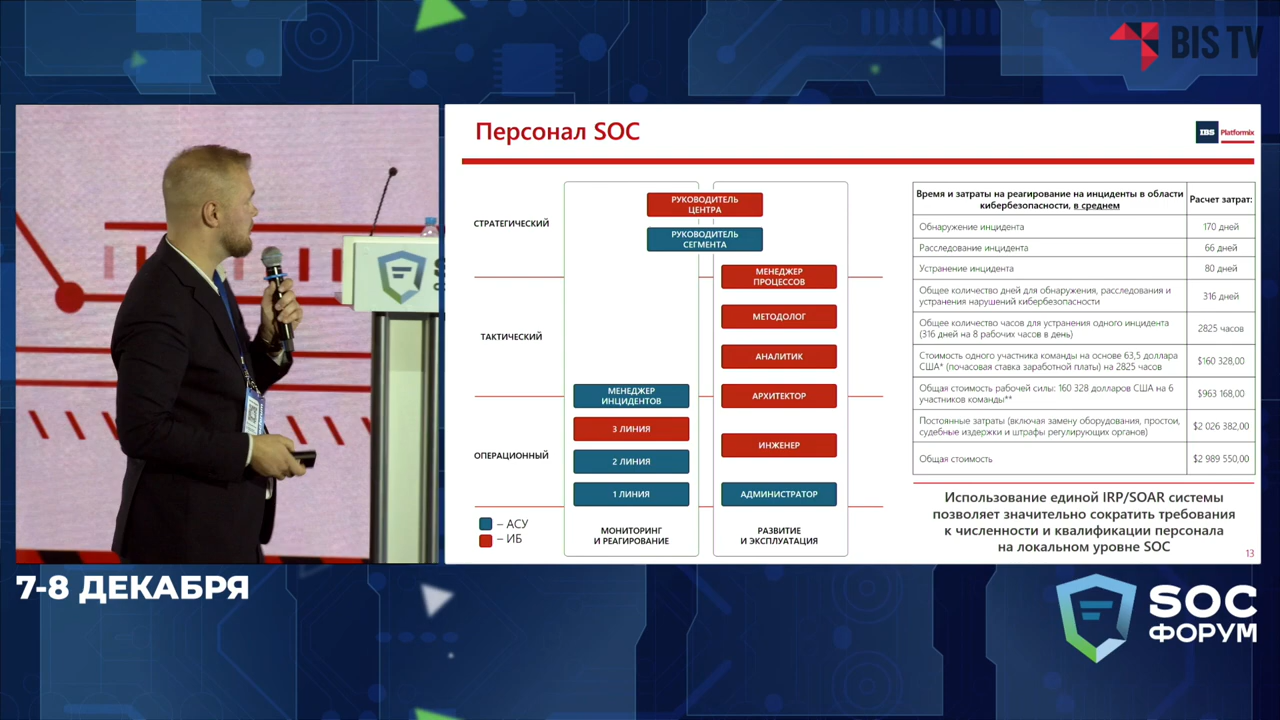 BIS TV
Персонал SOC
IBS Platformix
СТРАТЕГИЧЕСКИЙ
ТАКТИЧЕСКИЙ
ОПЕРАЦИОННЫЙ
РУКОВОДИТЕЛЬ
ЦЕНТРА
РУКОВОДИТЕЛЬ
СЕГМЕНТА
МЕНЕДЖЕР
ИНЦИДЕНТОВ
3 ЛИНИЯ
2 ЛИНИЯ
1 ЛИНИЯ
МОНИТОРИНГ
И РЕАГИРОВАНИЕ
МЕНЕДЖЕР
ПРОЦЕССОВ
МЕТОДОЛОГ
АНАЛИТИК
АРХИТЕКТОР
ИНЖЕНЕР
АДМИНИСТРАТОР
РАЗВИТИЕ
И ЭКСПЛУАТАЦИЯ
– АСУ
– ИБ
Время и затраты на реагирование на инциденты в области
кибербезопасности, в среднем
Расчет затрат:
Обнаружение инцидента
170 дней
Расследование инцидента
66 дней
Устранение инцидента
80 дней
Общее количество дней для обнаружения, расследования и
устранения нарушений кибербезопасности
316 дней
Общее количество часов для устранения одного инцидента
(316 дней на 8 рабочих часов в день)
2825 часов
Стоимость одного участника команды на основе 63,5 доллара
США* (почасовая ставка заработной платы) на 2825 часов
$160 328,00
Общая стоимость рабочей силы: 160 328 долларов США на 6
участников команды**
$963 168,00
Постоянные затраты (включая замену оборудования, простои,
судебные издержки и штрафы регулирующих органов)
$2 026 382,00
Общая стоимость
$2 989 550,00
Использование единой IRP/SOAR системы
позволяет значительно сократить требования
к численности и квалификации персонала
на локальном уровне SOC
13
7-8 ДЕКАБРЯ
SOC
ФОРУМ